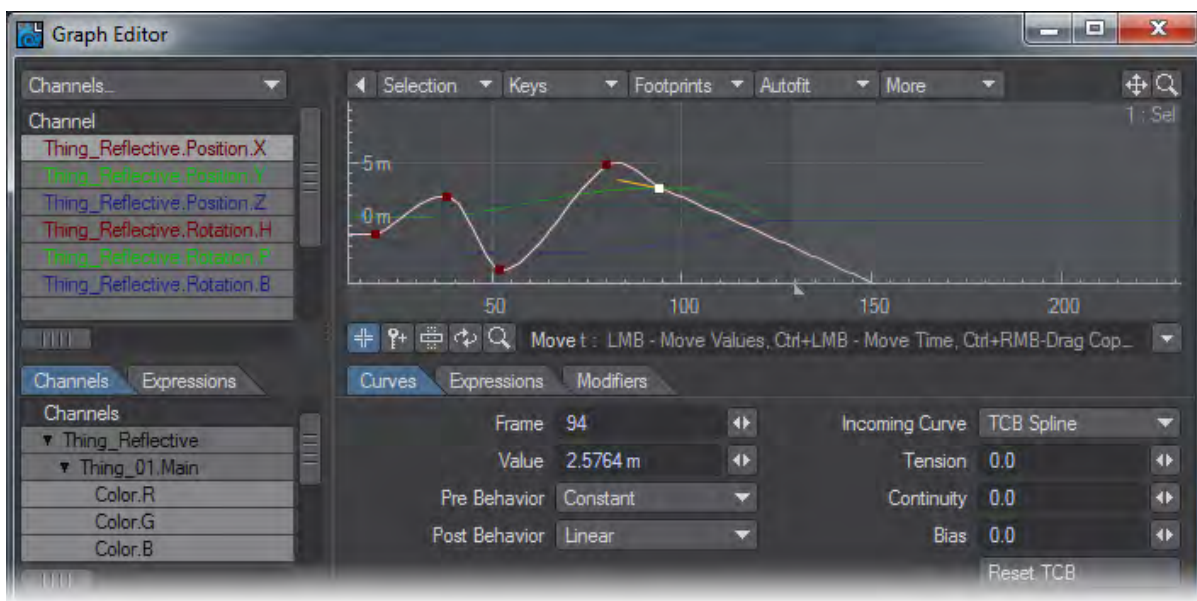 Graph Editor
Channels...
Channel
Thing_Reflective.Position.X
Thing_Reflective.Position.Y
Thing_Reflective.Position.Z
Thing_Reflective.Rotation.H
Thing_Reflective.Rotation.P
Thing_Reflective.Rotation.B
Selection Keys Footprints Autofit More
1 : Sel
5 m
0 m
50 100 150 200
Move t : LMB - Move Values, Ctrl+LMB - Move Time, Ctrl+RMB-Drag Cop...
Channels Expressions
Channels
Thing_Reflective
Thing_01.Main
Color.R
Color.G
Color.B
Curves Expressions Modifiers
Frame 94
Value 2.5764 m
Pre Behavior Constant
Post Behavior Linear
Incoming Curve TCB Spline
Tension 0.0
Continuity 0.0
Bias 0.0
Reset TCB